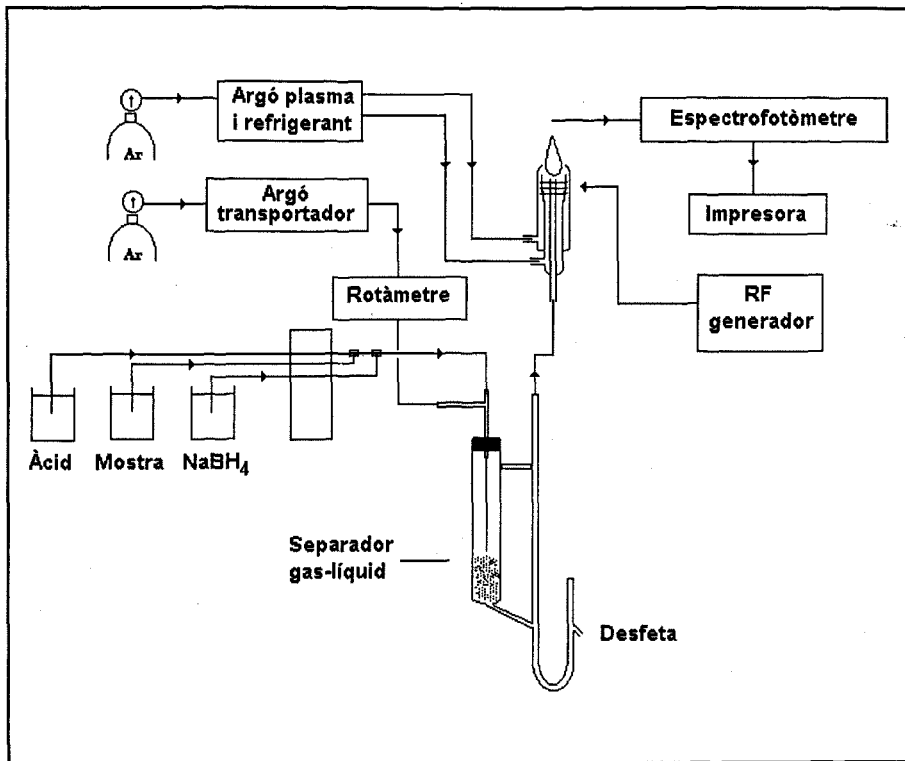 Argó plasma
i refrigerant
Ar
Espectrofotòmetre
Argó
transportador
Ar
Impresora
Rotàmetre
RF
generador
Àcid
Mostra
NaBH4
Separador
gas-líquid
Desfeta